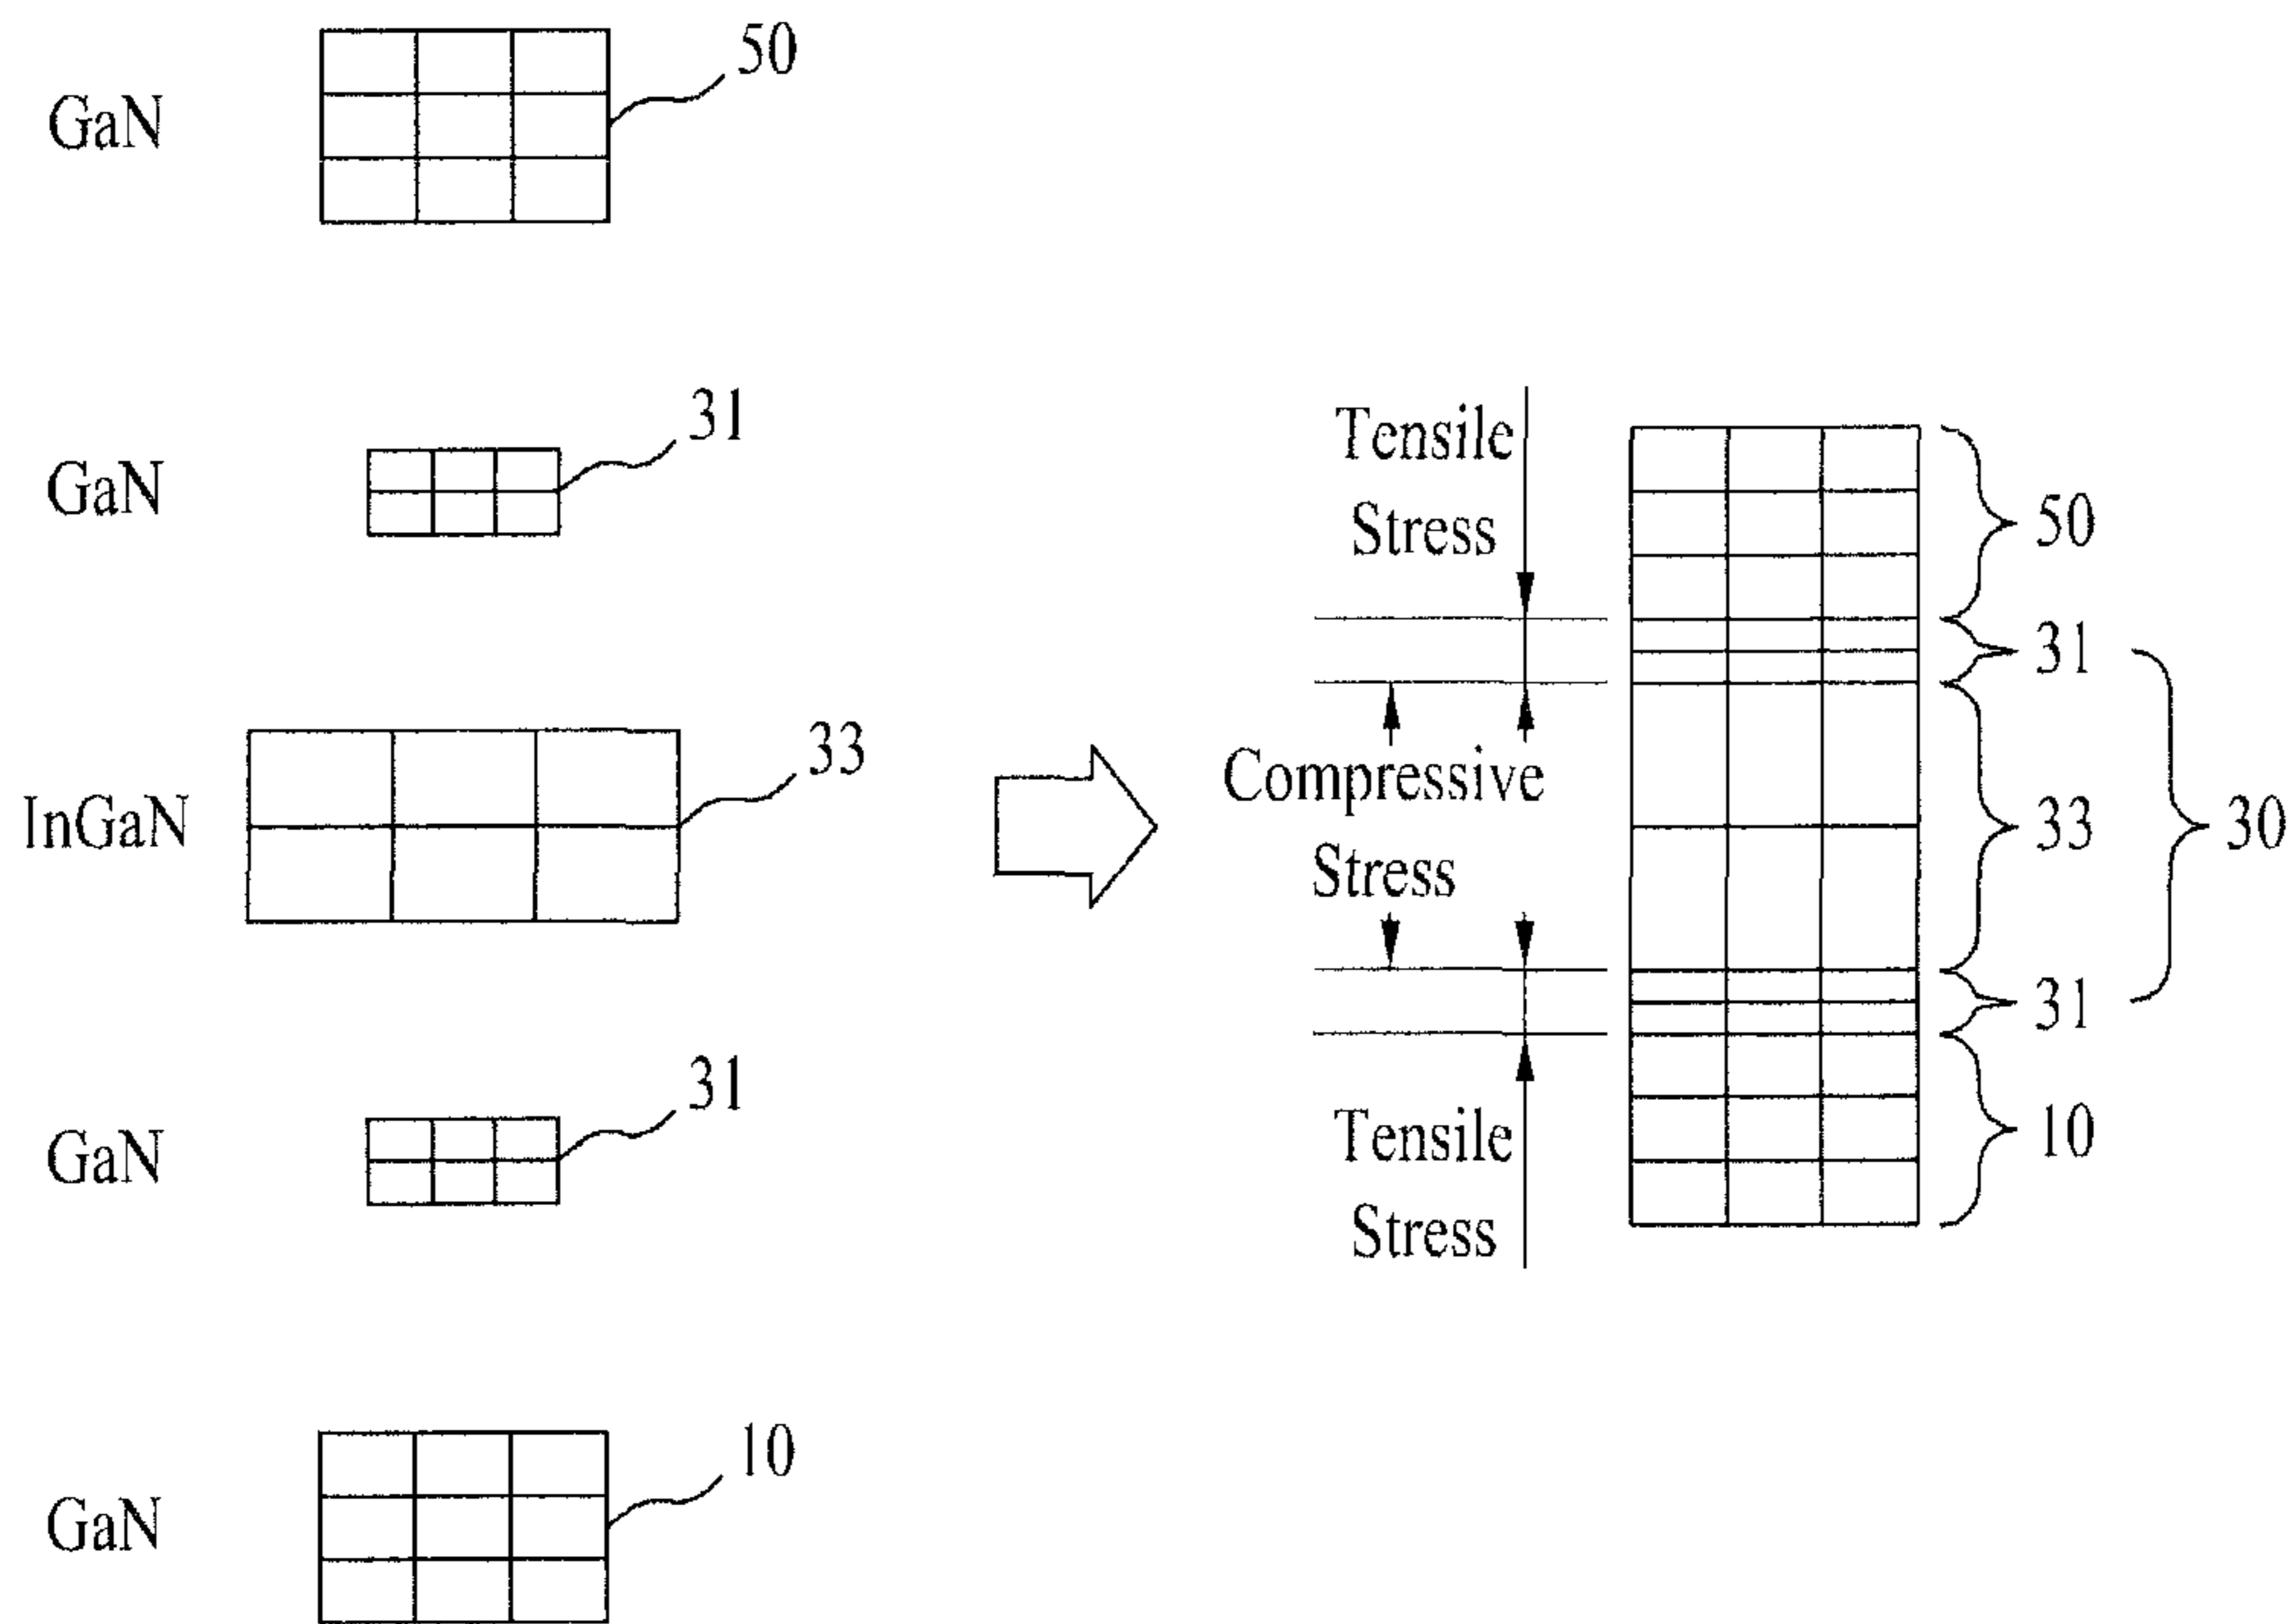 GaN
50
GaN
31
InGaN
33
GaN
31
GaN
10
Tensile
Stress
Compressive
Stress
Tensile
Stress
50
31
33
30
31
10